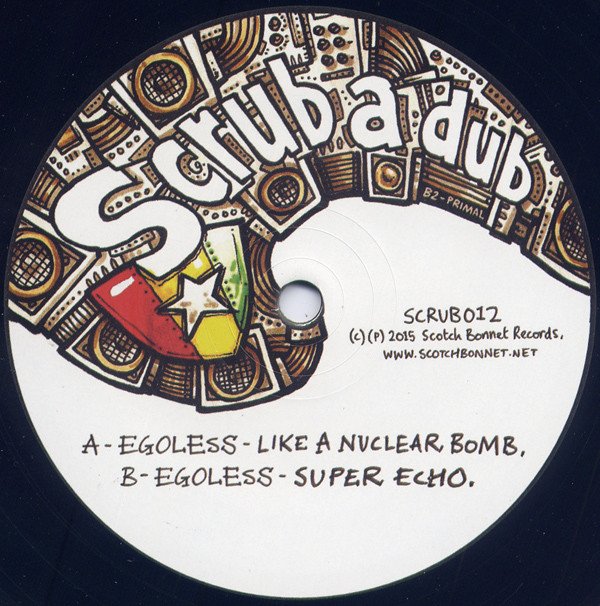 Scrub a dub
B2-PRIMAL
SCRUB012
(C)(P) 2015 Scotch Bonnet Records,
WWW.SCOTCHBONNET.NET
A-EGOLESS-LIKE A NUCLEAR BOMB.
B-EGOLESS-SUPER ECHO.